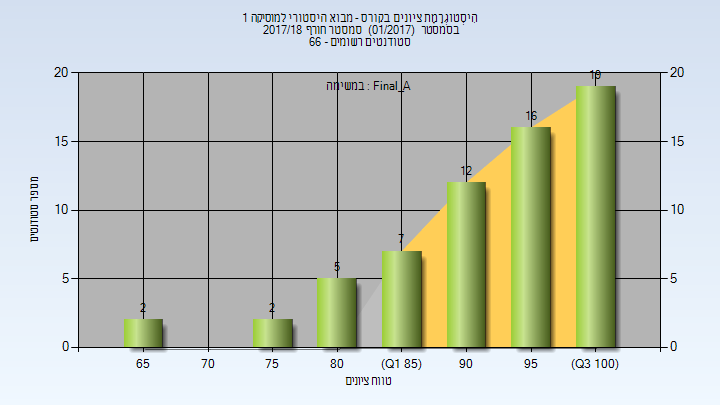 היסטוגרמת ציונים בקורס - מבוא היסטורי למוסיקה 1
בסמסטר (01/2017) סמסטר חורף 2017/18
סטודנטים רשומים - 66
במשימה : Final_A
20 20
15 15
10 10
5 5
0 0
מספר סטודנטים
2 2 5 7 12 16 19
65 70 75 80 (Q1 85) 90 95 (Q3 100)
טווח ציונים